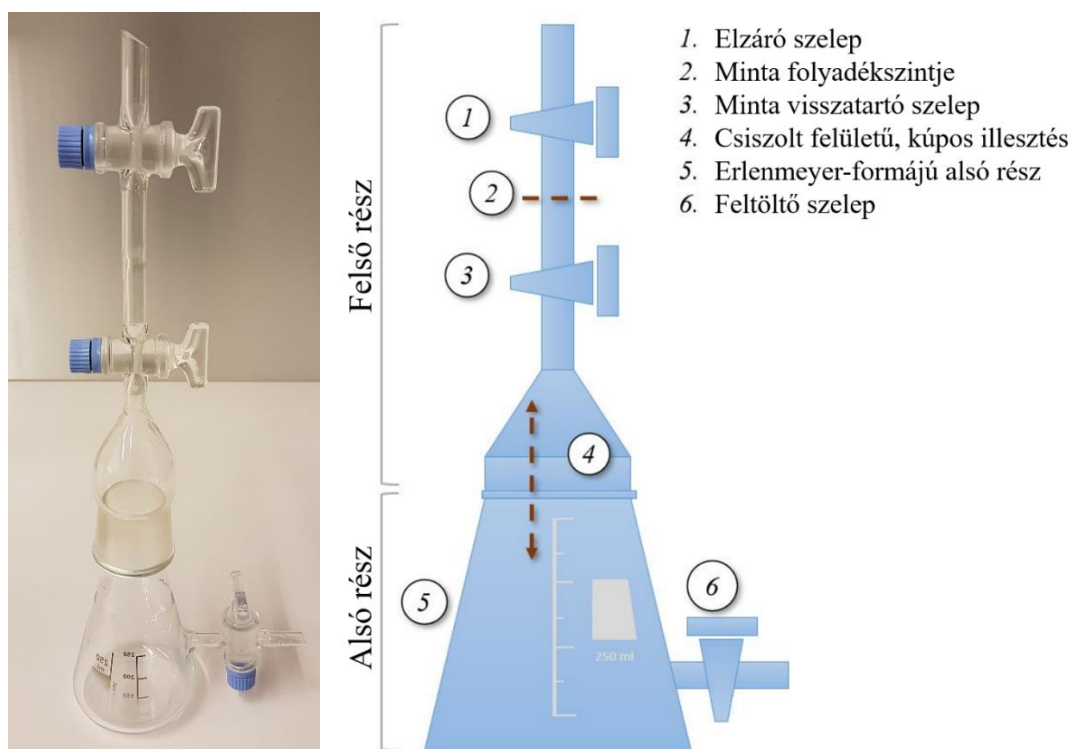 Felső rész
Alsó rész
1
2
3
4
5
6
250 ml
1. Elzáró szelep
2. Minta folyadékszintje
3. Minta visszatartó szelep
4. Csiszolt felületű, kúpos illesztés
5. Erlenmeyer-formájú alsó rész
6. Feltöltő szelep